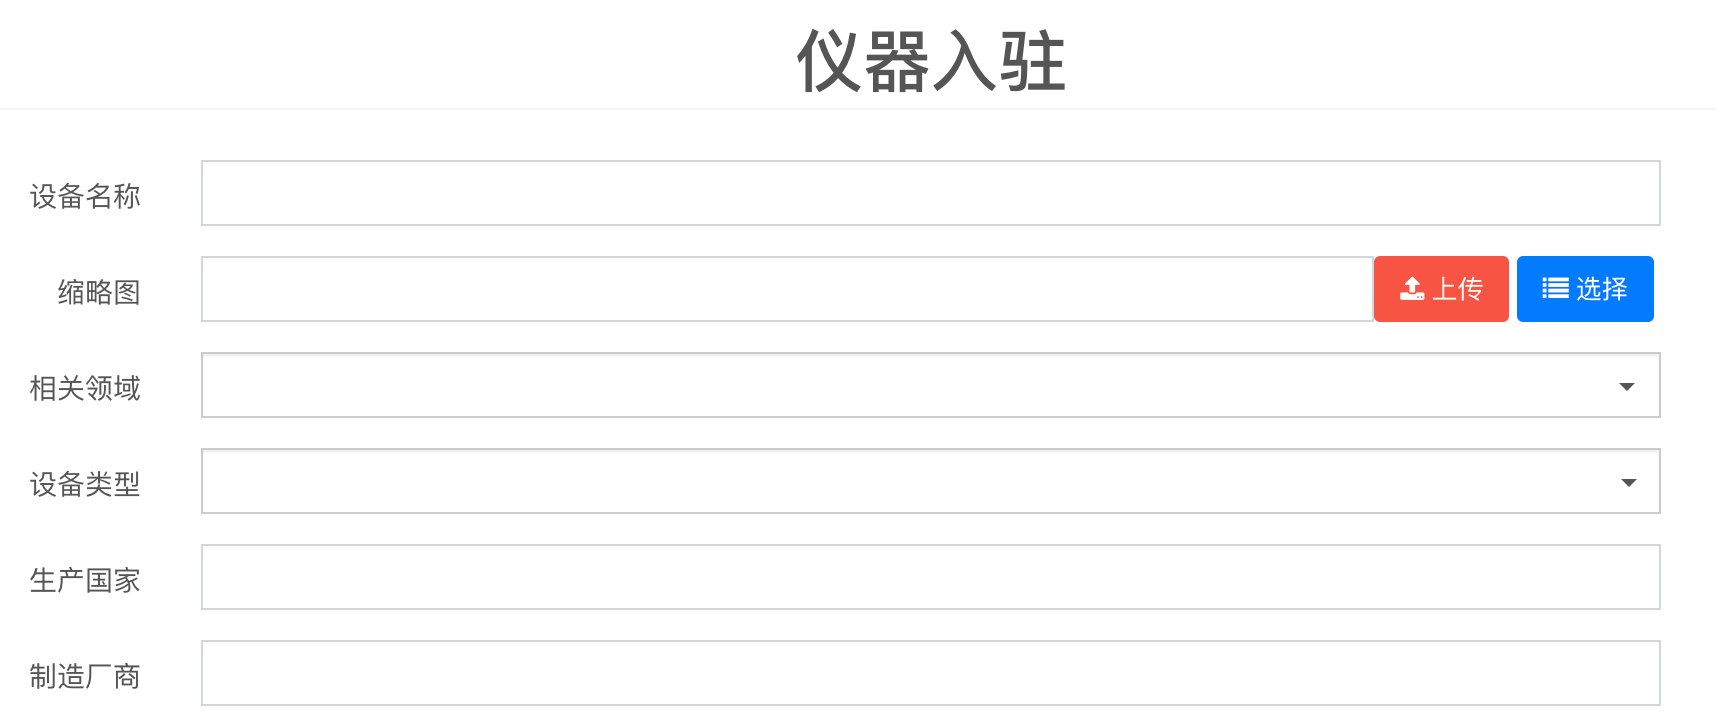 仪器入驻
设备名称
缩略图 上传 选择
相关领域
设备类型
生产国家
制造厂商